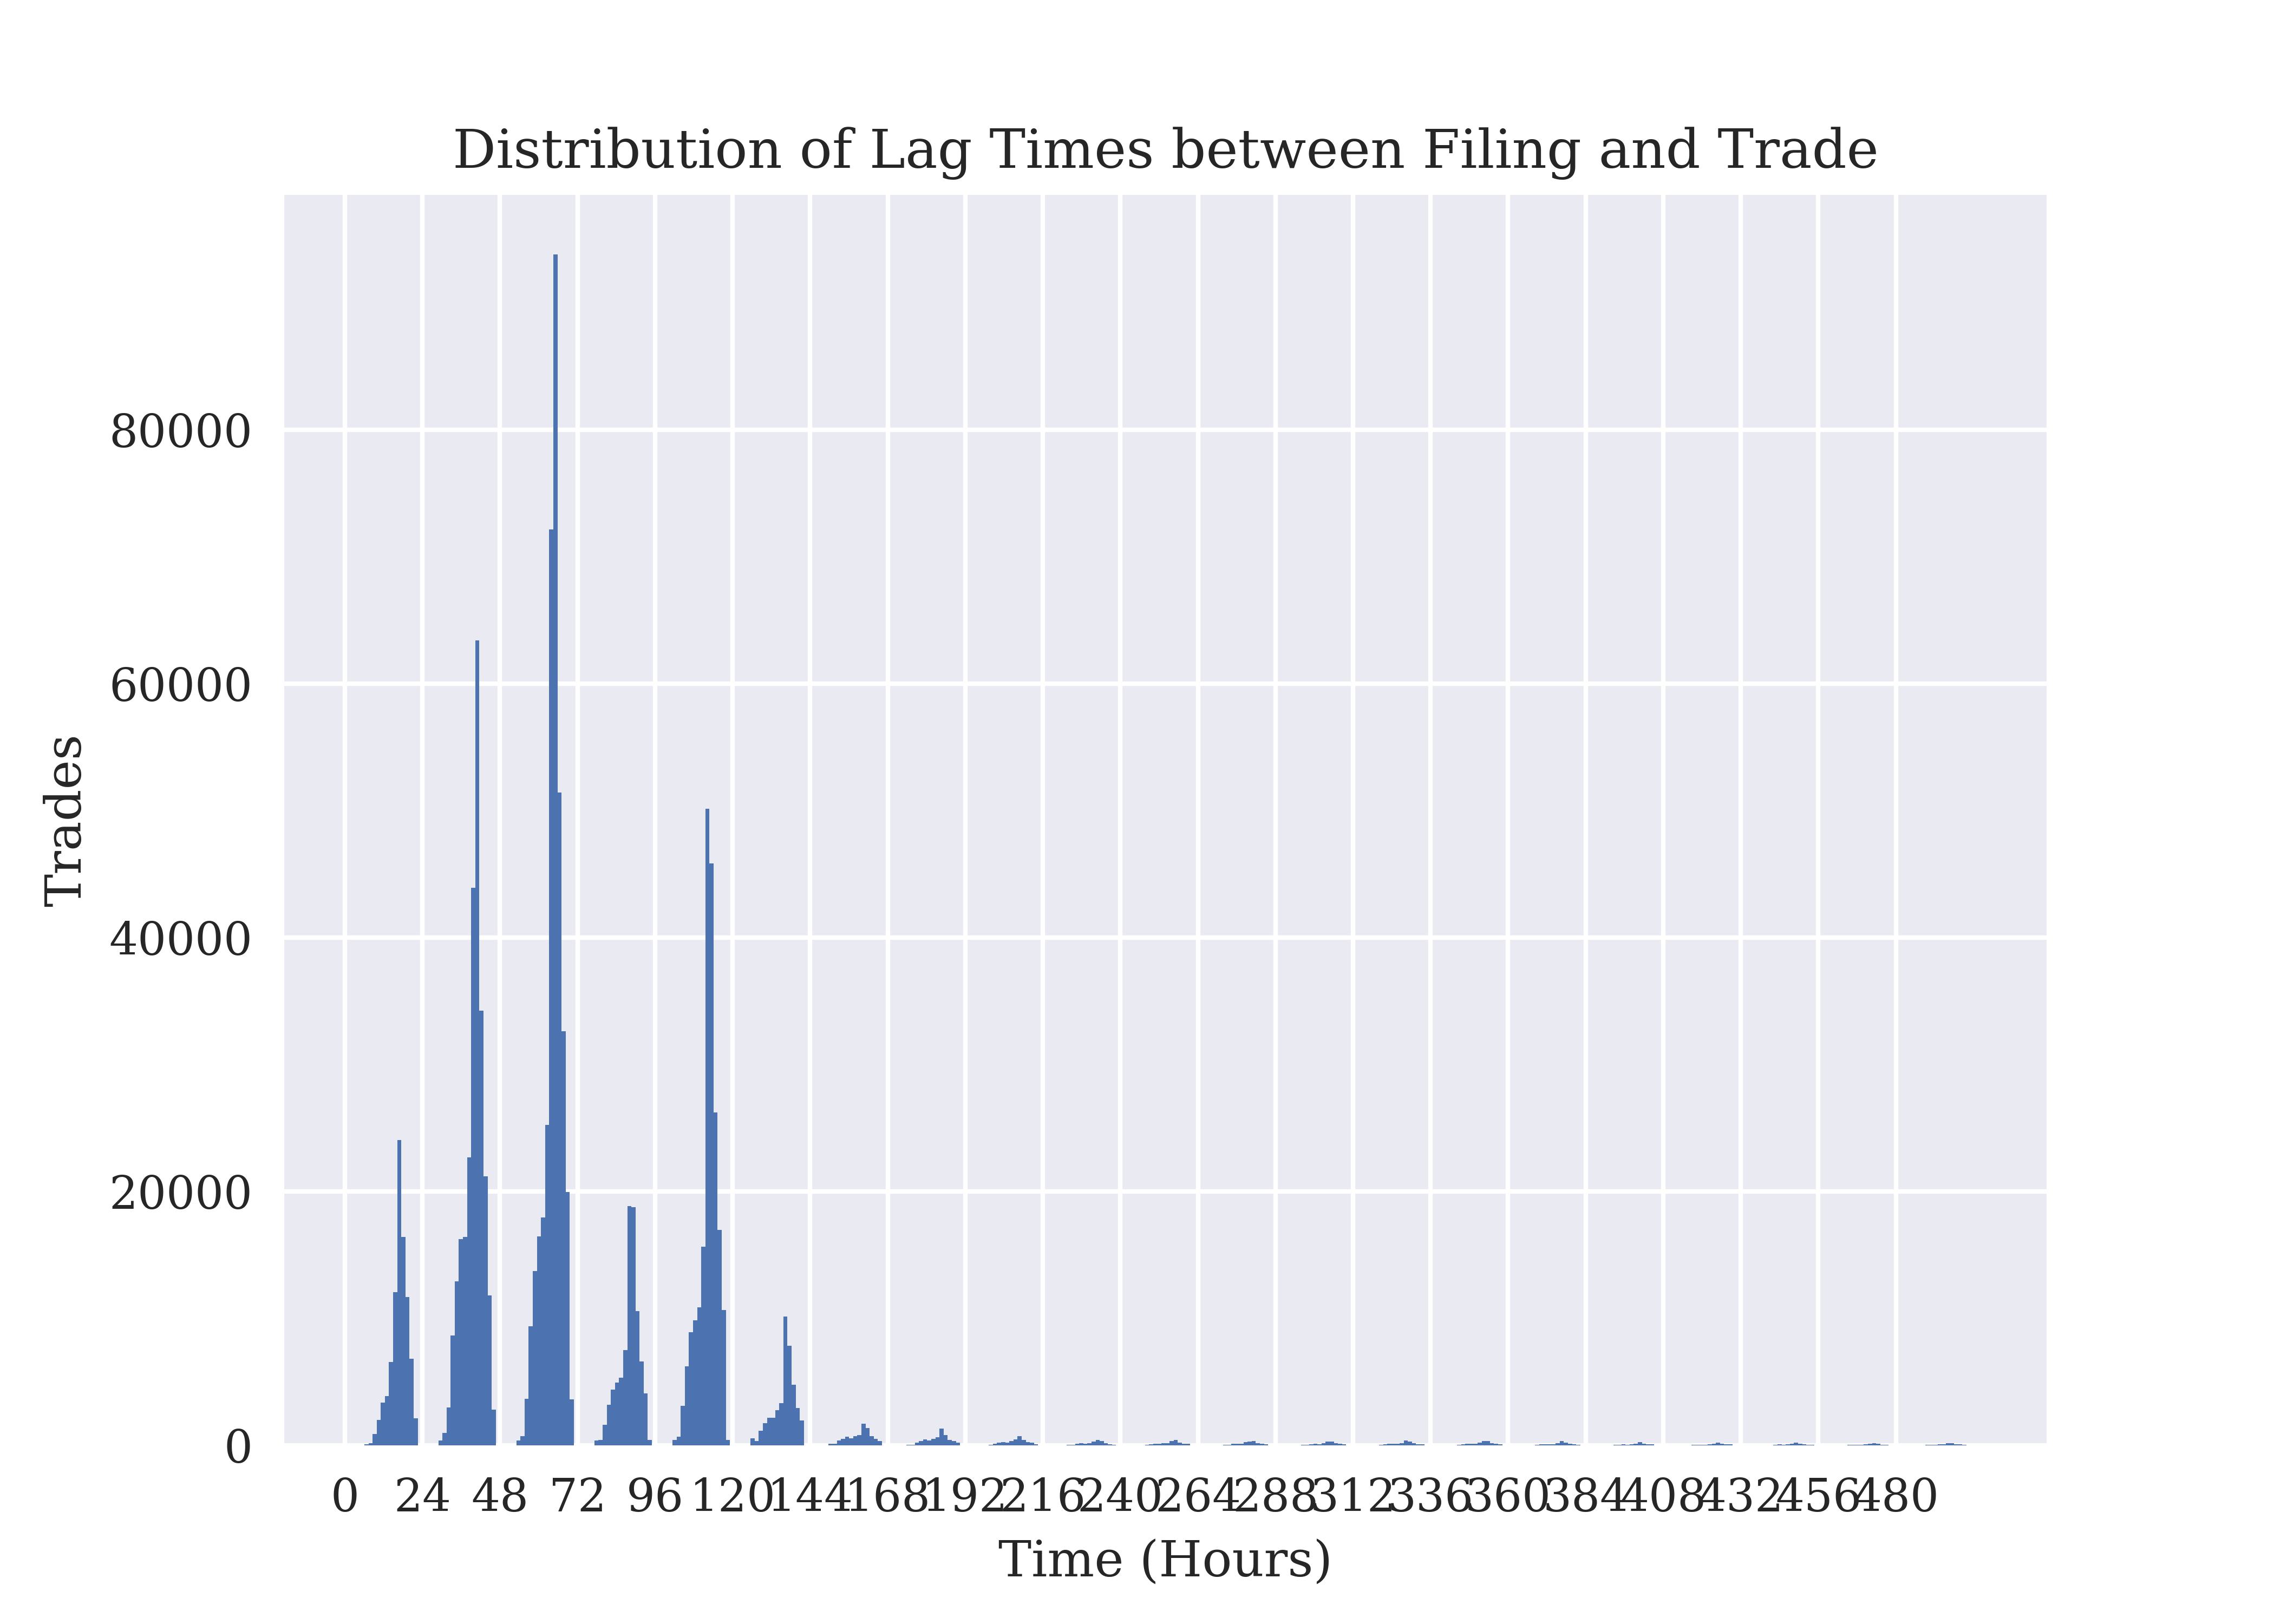 Distribution of Lag Times between Filing and Trade
80000
60000
40000
20000
0
Trades
0 24 48 72 96 120 144 168 192 216 240 264 288 312 336 360 384 408 432 456 480
Time (Hours)